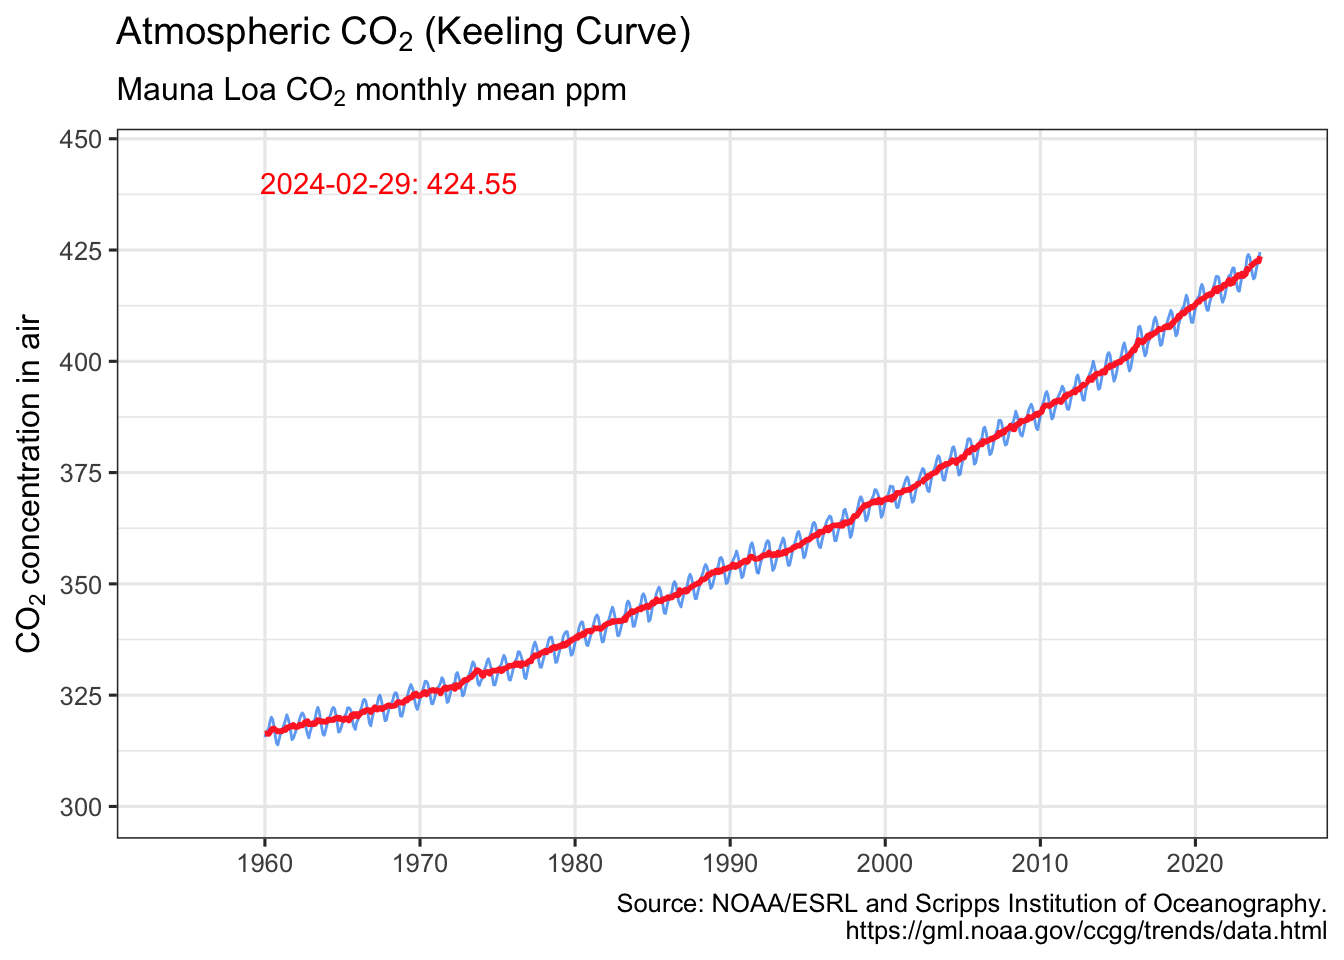 Atmospheric CO₂ (Keeling Curve)
Mauna Loa CO₂ monthly mean ppm
CO₂ concentration in air
450
425
400
375
350
325
300
2024-02-29: 424.55
1960 1970 1980 1990 2000 2010 2020
Source: NOAA/ESRL and Scripps Institution of Oceanography.
https://gml.noaa.gov/ccgg/trends/data.html